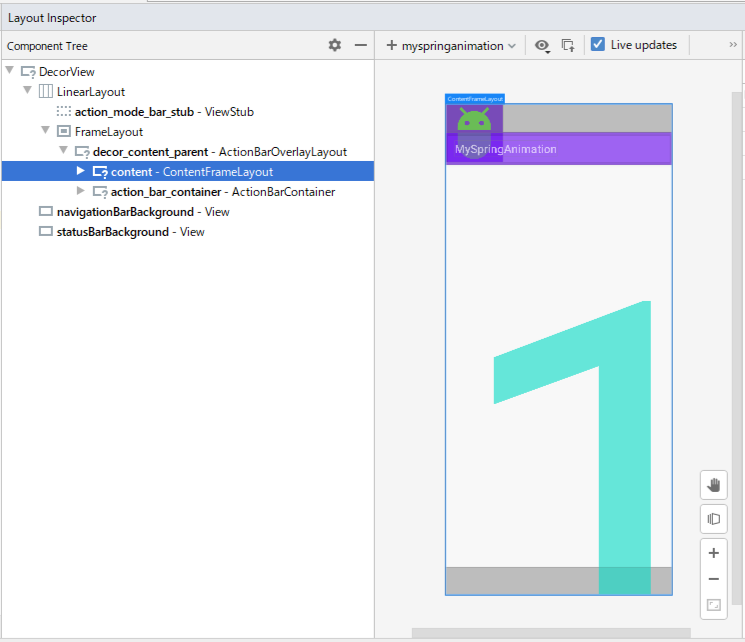 Layout Inspector
Component Tree
myspringanimation
Live updates
DecorView
LinearLayout
action_mode_bar_stub - ViewStub
FrameLayout
decor_content_parent - ActionBarOverlayLayout
content - ContentFrameLayout
action_bar_container - ActionBarContainer
navigationBarBackground - View
statusBarBackground - View
ContentFrameLayout
MySpringAnimation
1